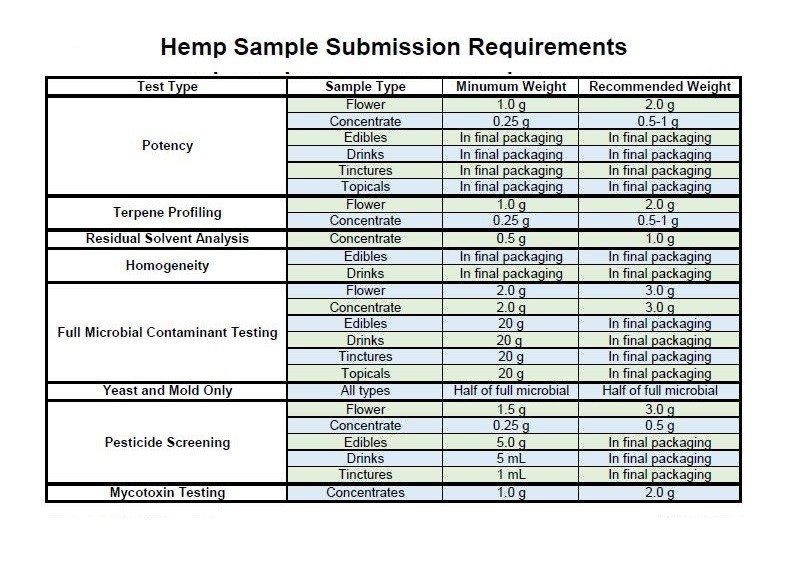 Hemp Sample Submission Requirements
Test Type Sample Type Minumum Weight Recommended Weight
Potency
Flower 1.0 g 2.0 g
Concentrate 0.25 g 0.5-1 g
Edibles In final packaging In final packaging
Drinks In final packaging In final packaging
Tinctures In final packaging In final packaging
Topicals In final packaging In final packaging
Terpene Profiling
Flower 1.0 g 2.0 g
Concentrate 0.25 g 0.5-1 g
Residual Solvent Analysis Concentrate 0.5 g 1.0 g
Homogeneity
Edibles In final packaging In final packaging
Drinks In final packaging In final packaging
Full Microbial Contaminant Testing
Flower 2.0 g 3.0 g
Concentrate 2.0 g 3.0 g
Edibles 20 g In final packaging
Drinks 20 g In final packaging
Tinctures 20 g In final packaging
Topicals 20 g In final packaging
Yeast and Mold Only All types Half of full microbial Half of full microbial
Pesticide Screening
Flower 1.5 g 3.0 g
Concentrate 0.25 g 0.5 g
Edibles 5.0 g In final packaging
Drinks 5 mL In final packaging
Tinctures 1 mL In final packaging
Mycotoxin Testing Concentrates 1.0 g 2.0 g